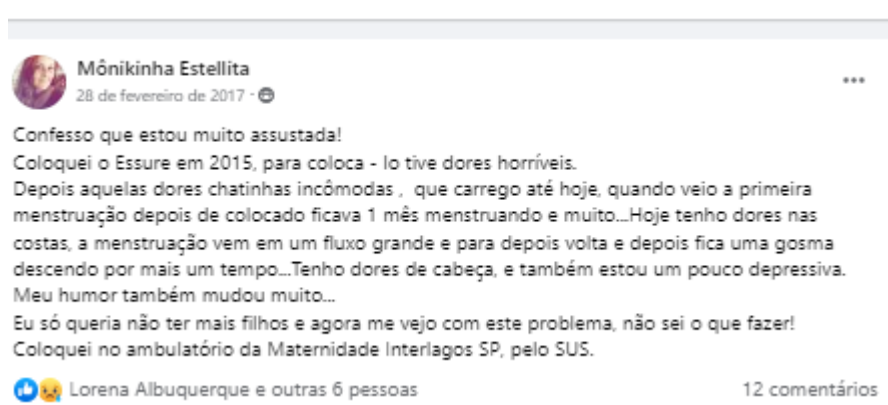 Mônikinha Estellita
28 de fevereiro de 2017 ·
Confesso que estou muito assustada!
Coloquei o Essure em 2015, para coloca - lo tive dores horríveis.
Depois aquelas dores chatinhas incômodas , que carrego até hoje, quando veio a primeira
menstruação depois de colocado ficava 1 mês menstruando e muito...Hoje tenho dores nas
costas, a menstruação vem em um fluxo grande e para depois volta e depois fica uma gosma
descendo por mais um tempo...Tenho dores de cabeça, e também estou um pouco depressiva.
Meu humor também mudou muito...
Eu só queria não ter mais filhos e agora me vejo com este problema, não sei o que fazer!
Coloquei no ambulatório da Maternidade Interlagos SP, pelo SUS.
Lorena Albuquerque e outras 6 pessoas 12 comentários